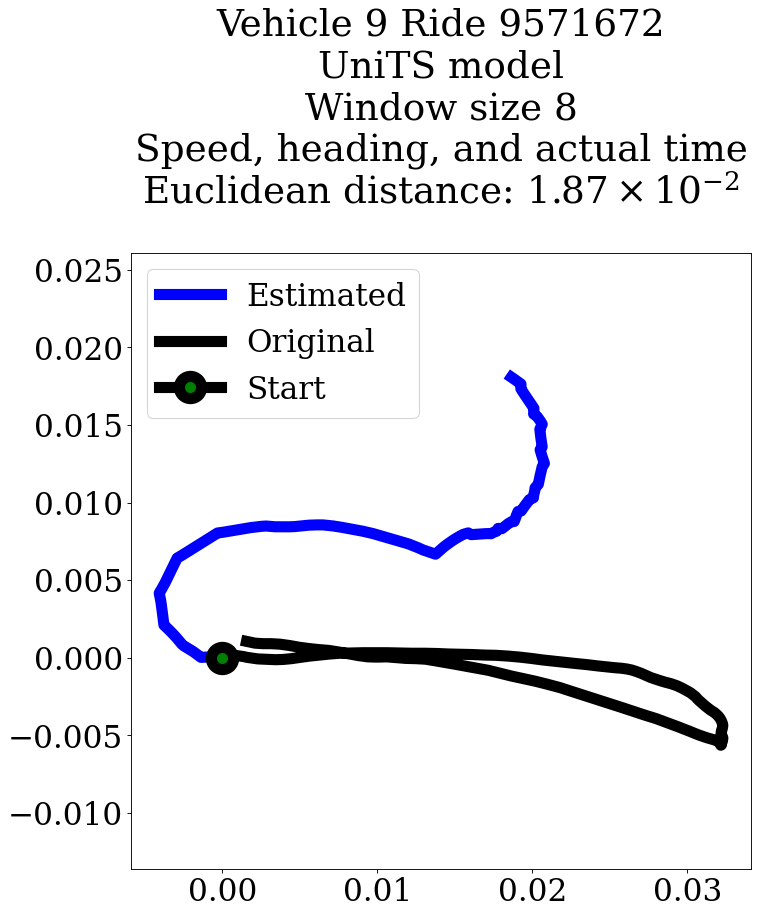 Vehicle 9 Ride 9571672
UniTS model
Window size 8
Speed, heading, and actual time
Euclidean distance: 1.87 × 10⁻²
Estimated
Original
Start
0.025
0.020
0.015
0.010
0.005
0.000
−0.005
−0.010
0.00 0.01 0.02 0.03